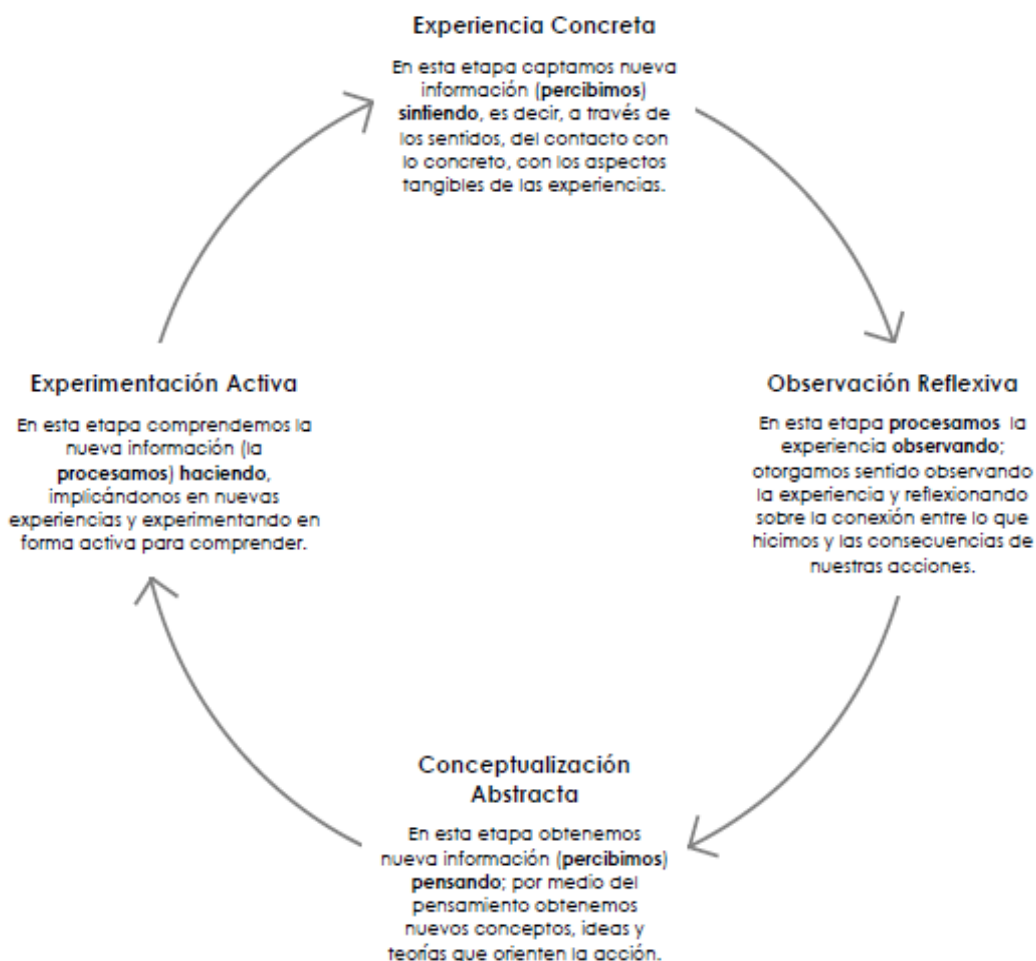 Experiencia Concreta
En esta etapa captamos nueva
información (percibimos)
sintiendo, es decir, a través de
los sentidos, del contacto con
lo concreto, con los aspectos
tangibles de las experiencias.
Experimentación Activa
En esta etapa comprendemos la
nueva información (la
procesamos) haciendo,
implicándonos en nuevas
experiencias y experimentando en
forma activa para comprender.
Observación Reflexiva
En esta etapa procesamos la
experiencia observando;
otorgamos sentido observando
la experiencia y reflexionando
sobre la conexión entre lo que
hicimos y las consecuencias de
nuestras acciones.
Conceptualización
Abstracta
En esta etapa obtenemos
nueva información (percibimos)
pensando; por medio del
pensamiento obtenemos
nuevos conceptos, ideas y
teorías que orienten la acción.